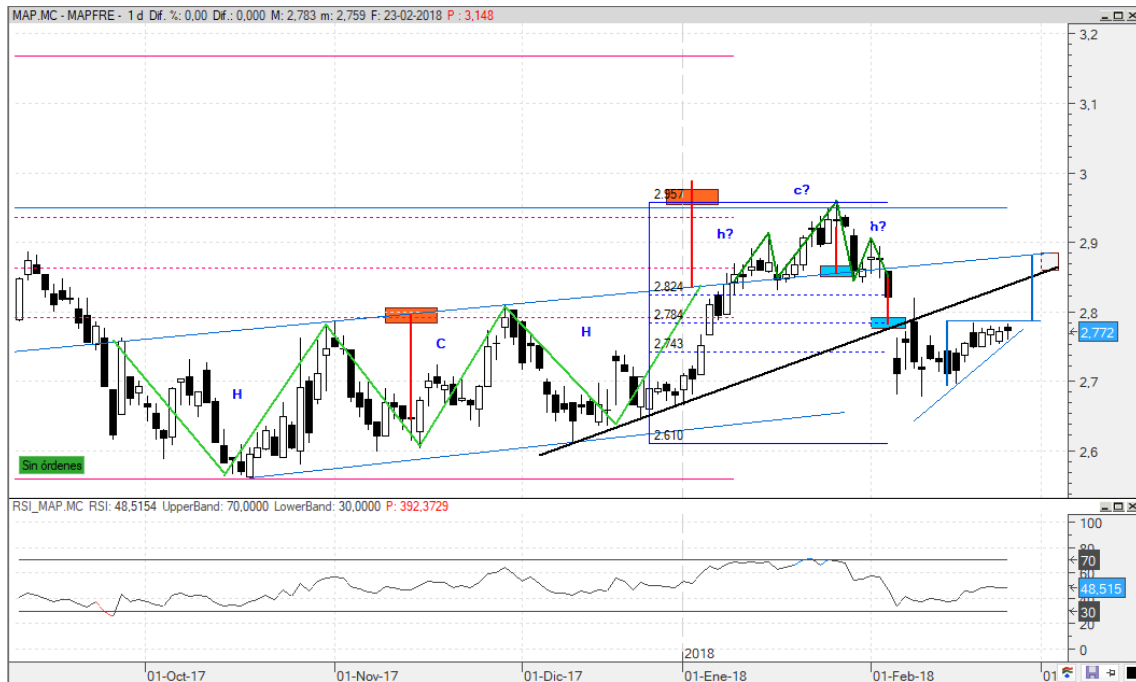 MAP.MC - MAPFRE - 1 d Dif. %: 0,00 Dif.: 0,000 M: 2,783 m: 2,759 F: 23-02-2018 P : 3,148
3,2
3,1
3
2.957
c?
h?
h?
2,9
2.824
2,8
2.784
2,772
C
H
2.743
2,7
H
2.610
2,6
Sin órdenes
RSI_MAP.MC RSI: 48,5154 UpperBand: 70,0000 LowerBand: 30,0000 P: 392,3729
100
80
70
60
48,515
40
30
20
0
2018
01-Oct-17
01-Nov-17
01-Dic-17
01-Ene-18
01-Feb-18
01